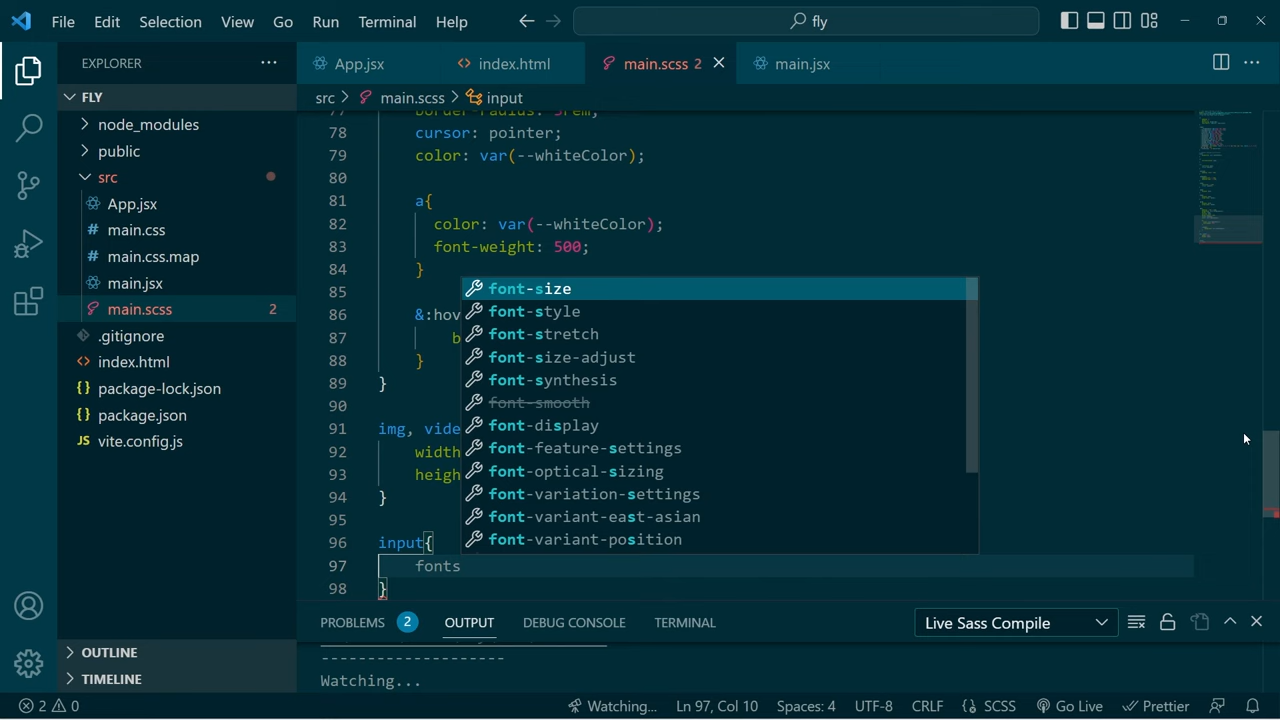 File Edit Selection View Go Run Terminal Help
fly
EXPLORER
FLY
node_modules
public
src
App.jsx
main.css
main.css.map
main.jsx
main.scss 2
.gitignore
index.html
package-lock.json
package.json
vite.config.js
OUTLINE
TIMELINE
App.jsx index.html main.scss 2 main.jsx
src main.scss input
77 border-radius: 3rem;
78 cursor: pointer;
79 color: var(--whiteColor);
80
81 a{
82 color: var(--whiteColor);
83 font-weight: 500;
84 }
85
86 &:hov
87 b
88 }
89 }
90
91 img, vide
92 width
93 heigh
94 }
95
96 input{
97 fonts
98 }
font-size
font-style
font-stretch
font-size-adjust
font-synthesis
font-smooth
font-display
font-feature-settings
font-optical-sizing
font-variation-settings
font-variant-east-asian
font-variant-position
PROBLEMS 2 OUTPUT DEBUG CONSOLE TERMINAL
Live Sass Compile
--------------------
Watching...
2 0 Watching... Ln 97, Col 10 Spaces: 4 UTF-8 CRLF SCSS Go Live Prettier